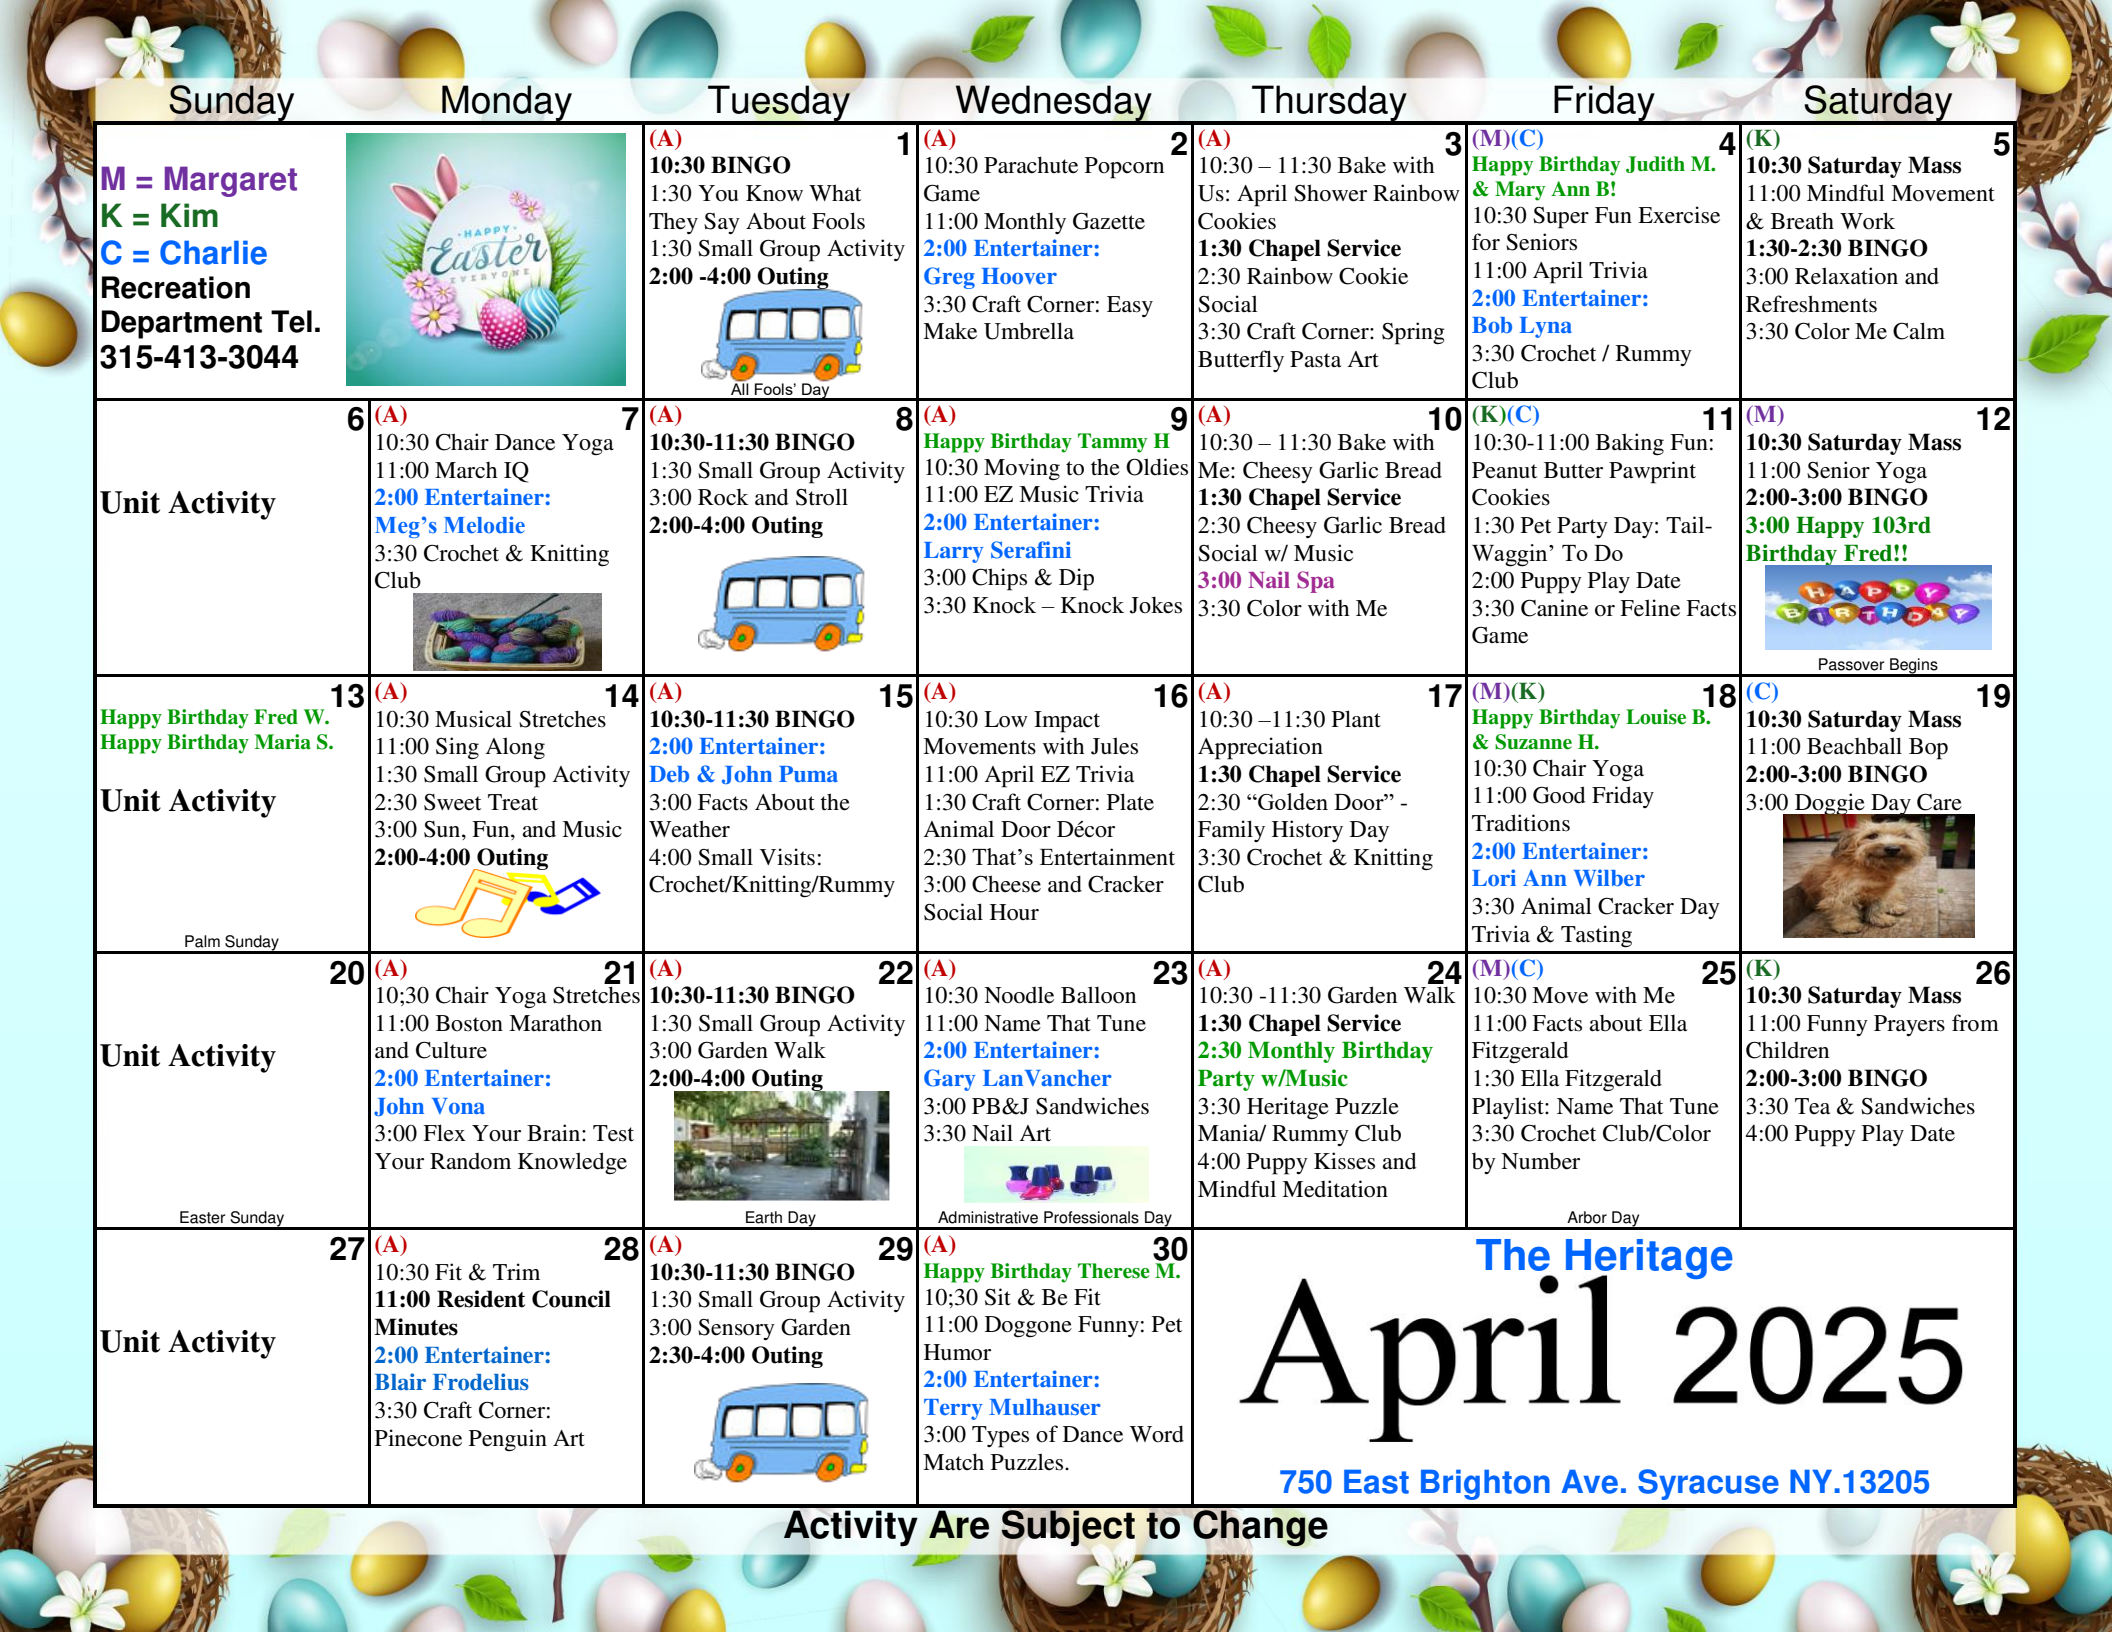 Sunday
Monday
Tuesday
Wednesday
Thursday
Friday
Saturday
M = Margaret
K = Kim
C = Charlie
Recreation
Department Tel.
315-413-3044
HAPPY
Easter
EVERYONE
(A)
1
10:30 BINGO
1:30 You Know What
They Say About Fools
1:30 Small Group Activity
2:00 -4:00 Outing
All Fools' Day
(A)
2
10:30 Parachute Popcorn
Game
11:00 Monthly Gazette
2:00 Entertainer:
Greg Hoover
3:30 Craft Corner: Easy
Make Umbrella
(A)
3
10:30 – 11:30 Bake with
Us: April Shower Rainbow
Cookies
1:30 Chapel Service
2:30 Rainbow Cookie
Social
3:30 Craft Corner: Spring
Butterfly Pasta Art
(M)(C)
4
Happy Birthday Judith M.
& Mary Ann B!
10:30 Super Fun Exercise
for Seniors
11:00 April Trivia
2:00 Entertainer:
Bob Lyna
3:30 Crochet / Rummy
Club
(K)
5
10:30 Saturday Mass
11:00 Mindful Movement
& Breath Work
1:30-2:30 BINGO
3:00 Relaxation and
Refreshments
3:30 Color Me Calm
6
Unit Activity
(A)
7
10:30 Chair Dance Yoga
11:00 March IQ
2:00 Entertainer:
Meg's Melodie
3:30 Crochet & Knitting
Club
(A)
8
10:30-11:30 BINGO
1:30 Small Group Activity
3:00 Rock and Stroll
2:00-4:00 Outing
(A)
9
Happy Birthday Tammy H
10:30 Moving to the Oldies
11:00 EZ Music Trivia
2:00 Entertainer:
Larry Serafini
3:00 Chips & Dip
3:30 Knock – Knock Jokes
(A)
10
10:30 – 11:30 Bake with
Me: Cheesy Garlic Bread
1:30 Chapel Service
2:30 Cheesy Garlic Bread
Social w/ Music
3:00 Nail Spa
3:30 Color with Me
(K)(C)
11
10:30-11:00 Baking Fun:
Peanut Butter Pawprint
Cookies
1:30 Pet Party Day: Tail-
Waggin' To Do
2:00 Puppy Play Date
3:30 Canine or Feline Facts
Game
(M)
12
10:30 Saturday Mass
11:00 Senior Yoga
2:00-3:00 BINGO
3:00 Happy 103rd
Birthday Fred!!
HAPPY
BIRTHDAY
Passover Begins
13
Happy Birthday Fred W.
Happy Birthday Maria S.
Unit Activity
Palm Sunday
(A)
14
10:30 Musical Stretches
11:00 Sing Along
1:30 Small Group Activity
2:30 Sweet Treat
3:00 Sun, Fun, and Music
2:00-4:00 Outing
(A)
15
10:30-11:30 BINGO
2:00 Entertainer:
Deb & John Puma
3:00 Facts About the
Weather
4:00 Small Visits:
Crochet/Knitting/Rummy
(A)
16
10:30 Low Impact
Movements with Jules
11:00 April EZ Trivia
1:30 Craft Corner: Plate
Animal Door Décor
2:30 That's Entertainment
3:00 Cheese and Cracker
Social Hour
(A)
17
10:30 –11:30 Plant
Appreciation
1:30 Chapel Service
2:30 "Golden Door" -
Family History Day
3:30 Crochet & Knitting
Club
(M)(K)
18
Happy Birthday Louise B.
& Suzanne H.
10:30 Chair Yoga
11:00 Good Friday
Traditions
2:00 Entertainer:
Lori Ann Wilber
3:30 Animal Cracker Day
Trivia & Tasting
(C)
19
10:30 Saturday Mass
11:00 Beachball Bop
2:00-3:00 BINGO
3:00 Doggie Day Care
20
Unit Activity
Easter Sunday
(A)
21
10;30 Chair Yoga Stretches
11:00 Boston Marathon
and Culture
2:00 Entertainer:
John Vona
3:00 Flex Your Brain: Test
Your Random Knowledge
(A)
22
10:30-11:30 BINGO
1:30 Small Group Activity
3:00 Garden Walk
2:00-4:00 Outing
Earth Day
(A)
23
10:30 Noodle Balloon
11:00 Name That Tune
2:00 Entertainer:
Gary LanVancher
3:00 PB&J Sandwiches
3:30 Nail Art
Administrative Professionals Day
(A)
24
10:30 -11:30 Garden Walk
1:30 Chapel Service
2:30 Monthly Birthday
Party w/Music
3:30 Heritage Puzzle
Mania/ Rummy Club
4:00 Puppy Kisses and
Mindful Meditation
(M)(C)
25
10:30 Move with Me
11:00 Facts about Ella
Fitzgerald
1:30 Ella Fitzgerald
Playlist: Name That Tune
3:30 Crochet Club/Color
by Number
Arbor Day
(K)
26
10:30 Saturday Mass
11:00 Funny Prayers from
Children
2:00-3:00 BINGO
3:30 Tea & Sandwiches
4:00 Puppy Play Date
27
Unit Activity
(A)
28
10:30 Fit & Trim
11:00 Resident Council
Minutes
2:00 Entertainer:
Blair Frodelius
3:30 Craft Corner:
Pinecone Penguin Art
(A)
29
10:30-11:30 BINGO
1:30 Small Group Activity
3:00 Sensory Garden
2:30-4:00 Outing
(A)
30
Happy Birthday Therese M.
10;30 Sit & Be Fit
11:00 Doggone Funny: Pet
Humor
2:00 Entertainer:
Terry Mulhauser
3:00 Types of Dance Word
Match Puzzles.
The Heritage
April 2025
750 East Brighton Ave. Syracuse NY.13205
Activity Are Subject to Change